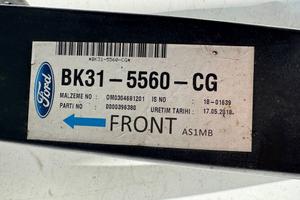 *BK31-5560-CG*
Ford
BK31-5560-CG
MALZEME NO : OM0304681201 IS NO : 18-01639
PARTI NO : 0000396380 URETIM TARIHI : 17.05.2018
FRONT AS1MB